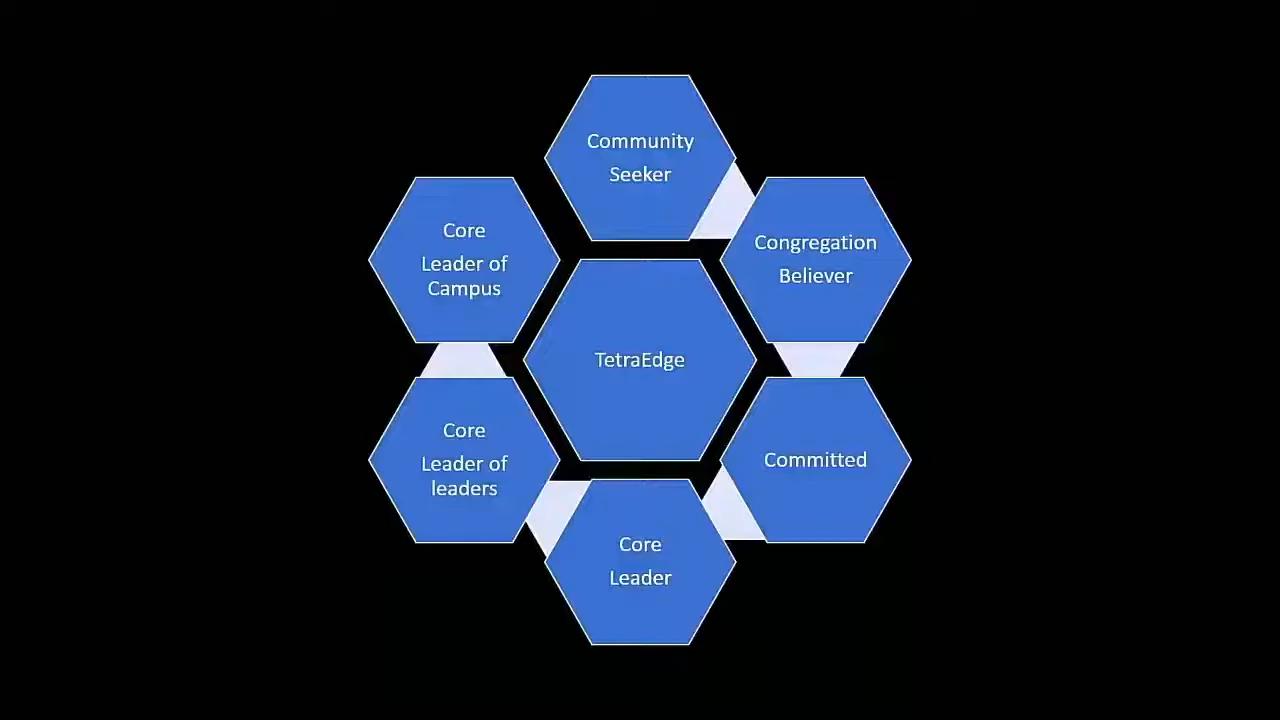 Community
Seeker
Congregation
Believer
Committed
Core
Leader
Core
Leader of
leaders
Core
Leader of
Campus
TetraEdge